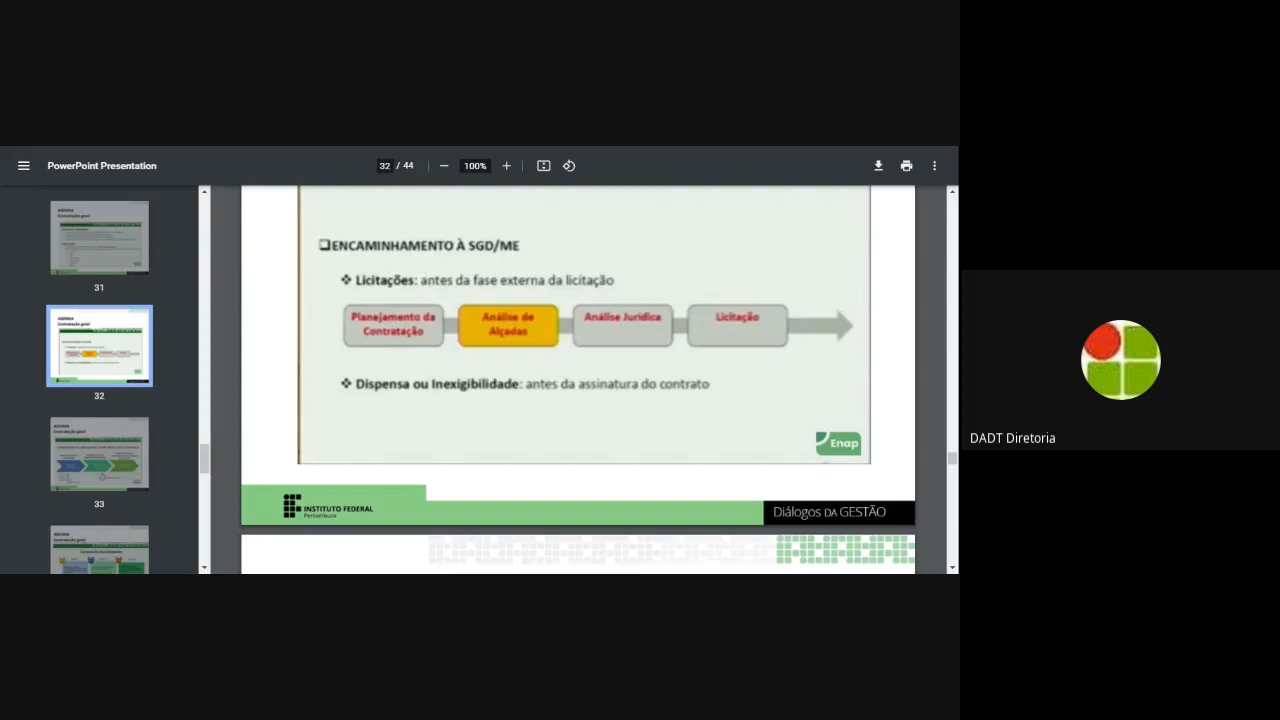 PowerPoint Presentation
32 / 44
100%
31
32
33
❑ENCAMINHAMENTO À SGD/ME
❖ Licitações: antes da fase externa da licitação
Planejamento da
Contratação
Análise de
Alçadas
Análise Jurídica
Licitação
❖ Dispensa ou Inexigibilidade: antes da assinatura do contrato
Enap
INSTITUTO FEDERAL
Pernambuco
Diálogos DA GESTÃO
DADT Diretoria